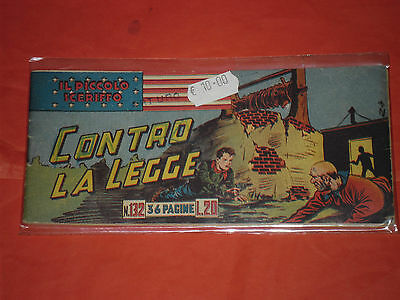 IL PICCOLO
SCERIFFO
€ 10.00
CONTRO
LA LEGGE
N.132 36 PAGINE L.20